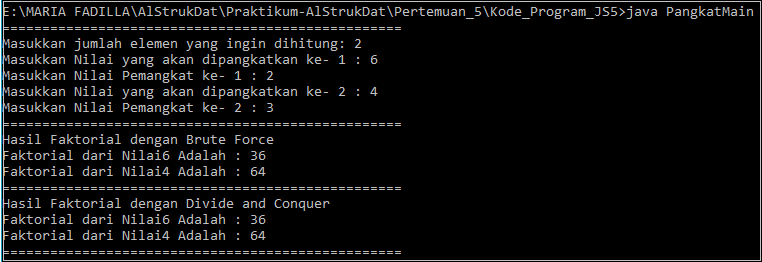 E:\MARIA FADILLA\AlStrukDat\Praktikum-AlStrukDat\Pertemuan_5\Kode_Program_JS5>java PangkatMain
==================================================
Masukkan jumlah elemen yang ingin dihitung: 2
Masukkan Nilai yang akan dipangkatkan ke- 1 : 6
Masukkan Nilai Pemangkat ke- 1 : 2
Masukkan Nilai yang akan dipangkatkan ke- 2 : 4
Masukkan Nilai Pemangkat ke- 2 : 3
==================================================
Hasil Faktorial dengan Brute Force
Faktorial dari Nilai6 Adalah : 36
Faktorial dari Nilai4 Adalah : 64
==================================================
Hasil Faktorial dengan Divide and Conquer
Faktorial dari Nilai6 Adalah : 36
Faktorial dari Nilai4 Adalah : 64
==================================================